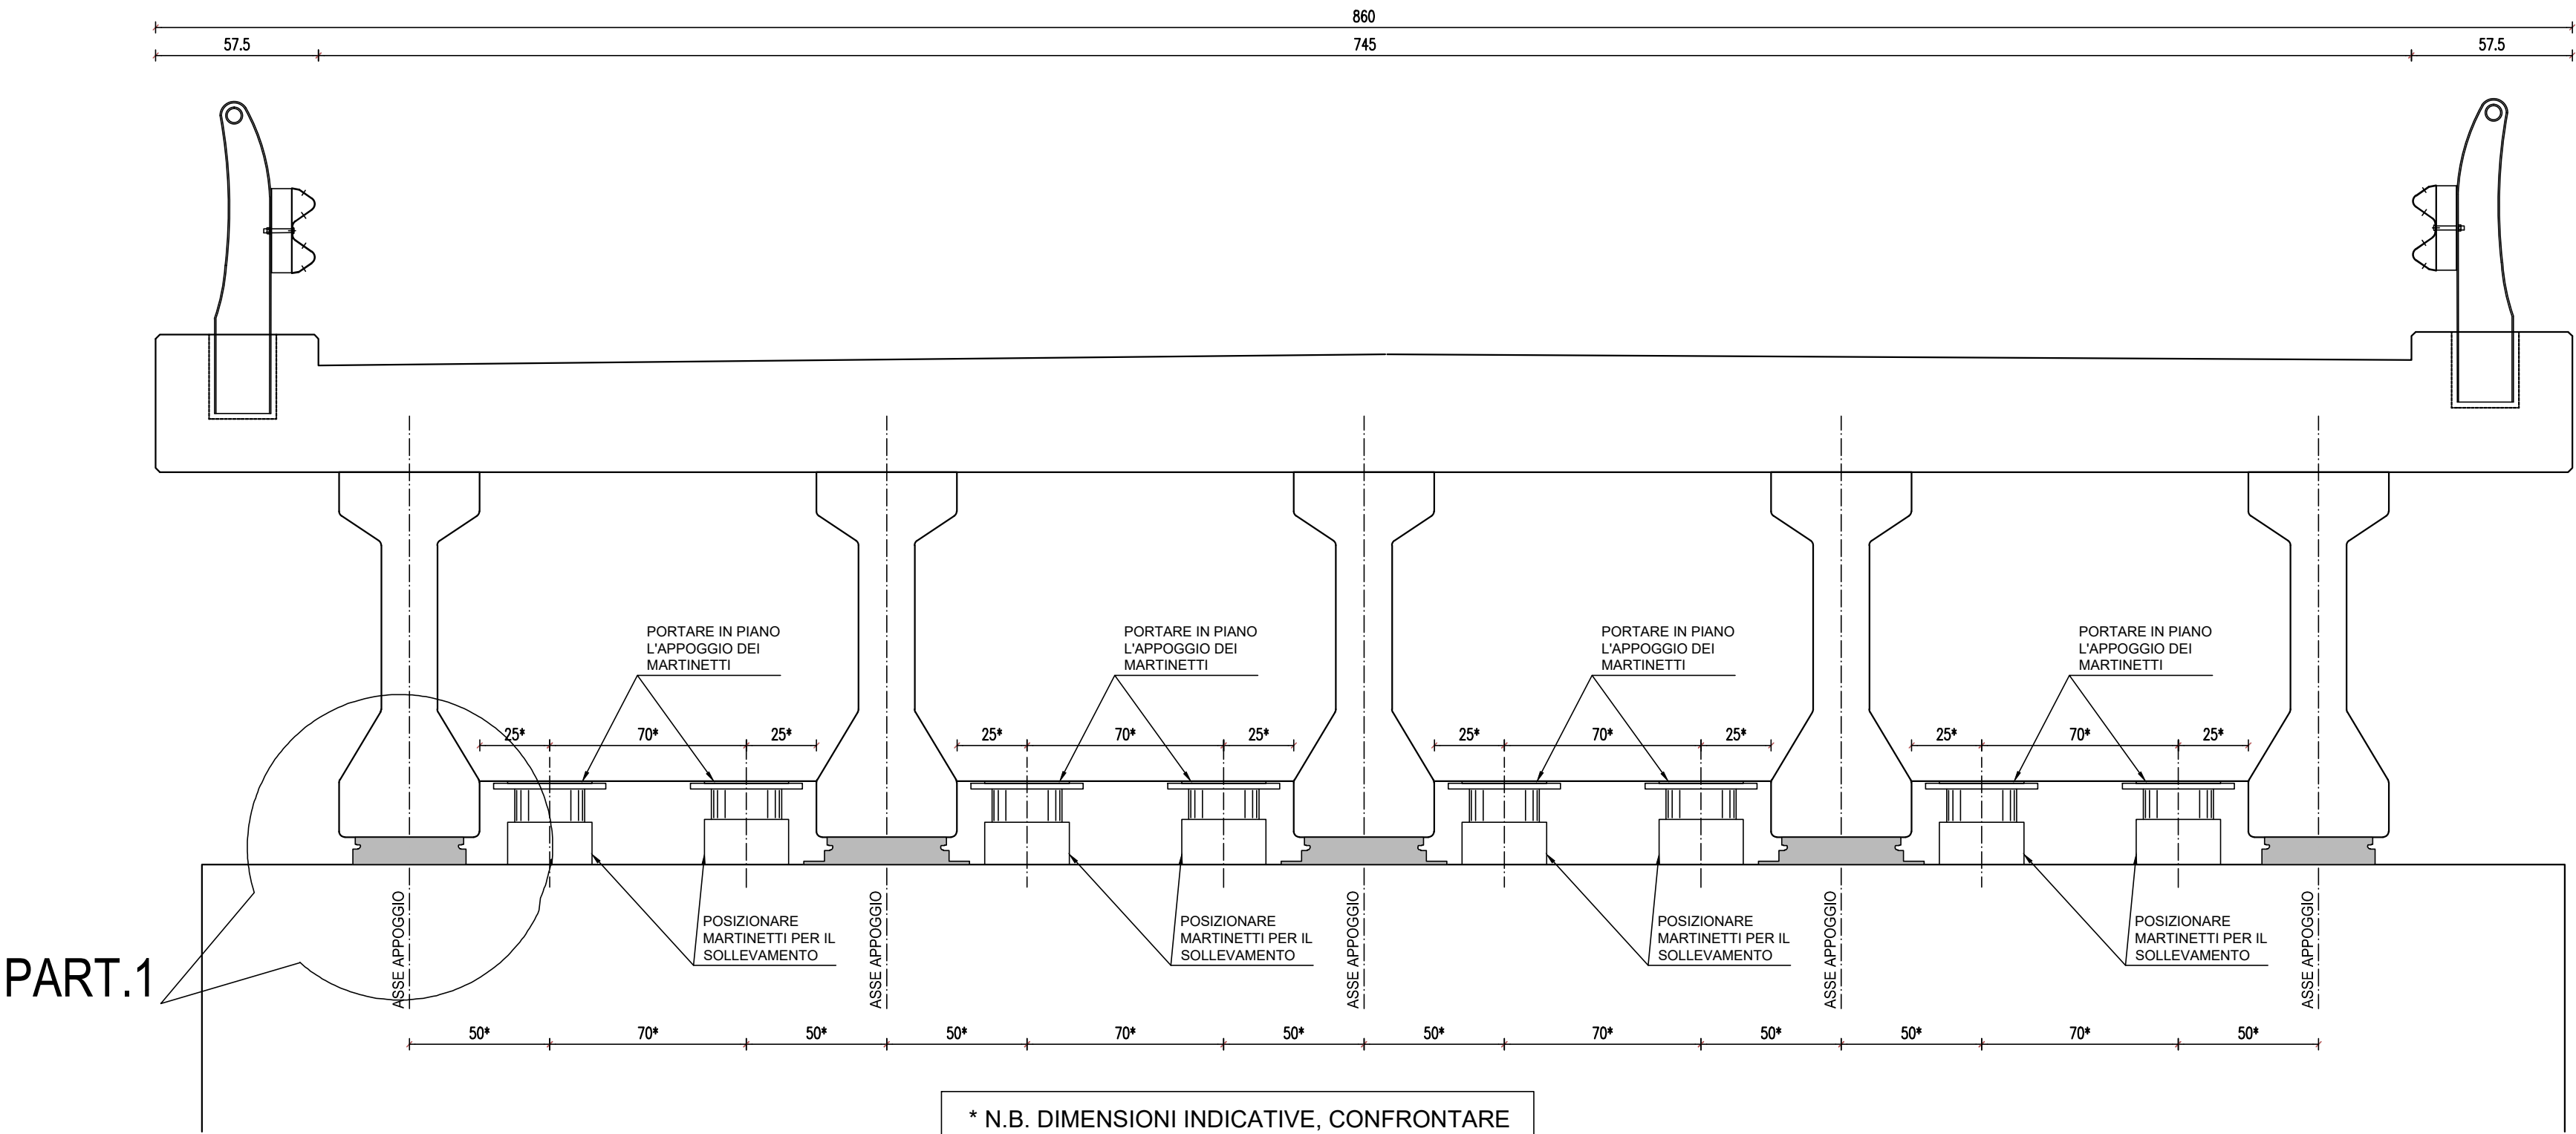 860
57.5 745 57.5
PORTARE IN PIANO
L'APPOGGIO DEI
MARTINETTI
PORTARE IN PIANO
L'APPOGGIO DEI
MARTINETTI
PORTARE IN PIANO
L'APPOGGIO DEI
MARTINETTI
PORTARE IN PIANO
L'APPOGGIO DEI
MARTINETTI
25* 70* 25* 25* 70* 25* 25* 70* 25* 25* 70* 25*
ASSE APPOGGIO
POSIZIONARE
MARTINETTI PER IL
SOLLEVAMENTO
ASSE APPOGGIO
POSIZIONARE
MARTINETTI PER IL
SOLLEVAMENTO
ASSE APPOGGIO
POSIZIONARE
MARTINETTI PER IL
SOLLEVAMENTO
ASSE APPOGGIO
POSIZIONARE
MARTINETTI PER IL
SOLLEVAMENTO
ASSE APPOGGIO
PART.1
50* 70* 50* 50* 70* 50* 50* 70* 50* 50* 70* 50*
* N.B. DIMENSIONI INDICATIVE, CONFRONTARE